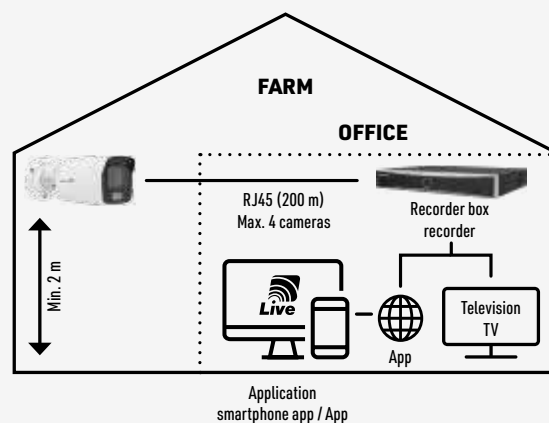 FARM
OFFICE
RJ45 (200 m)
Max. 4 cameras
Recorder box
recorder
Min. 2 m
Live
App
Television
TV
Application
smartphone app / App